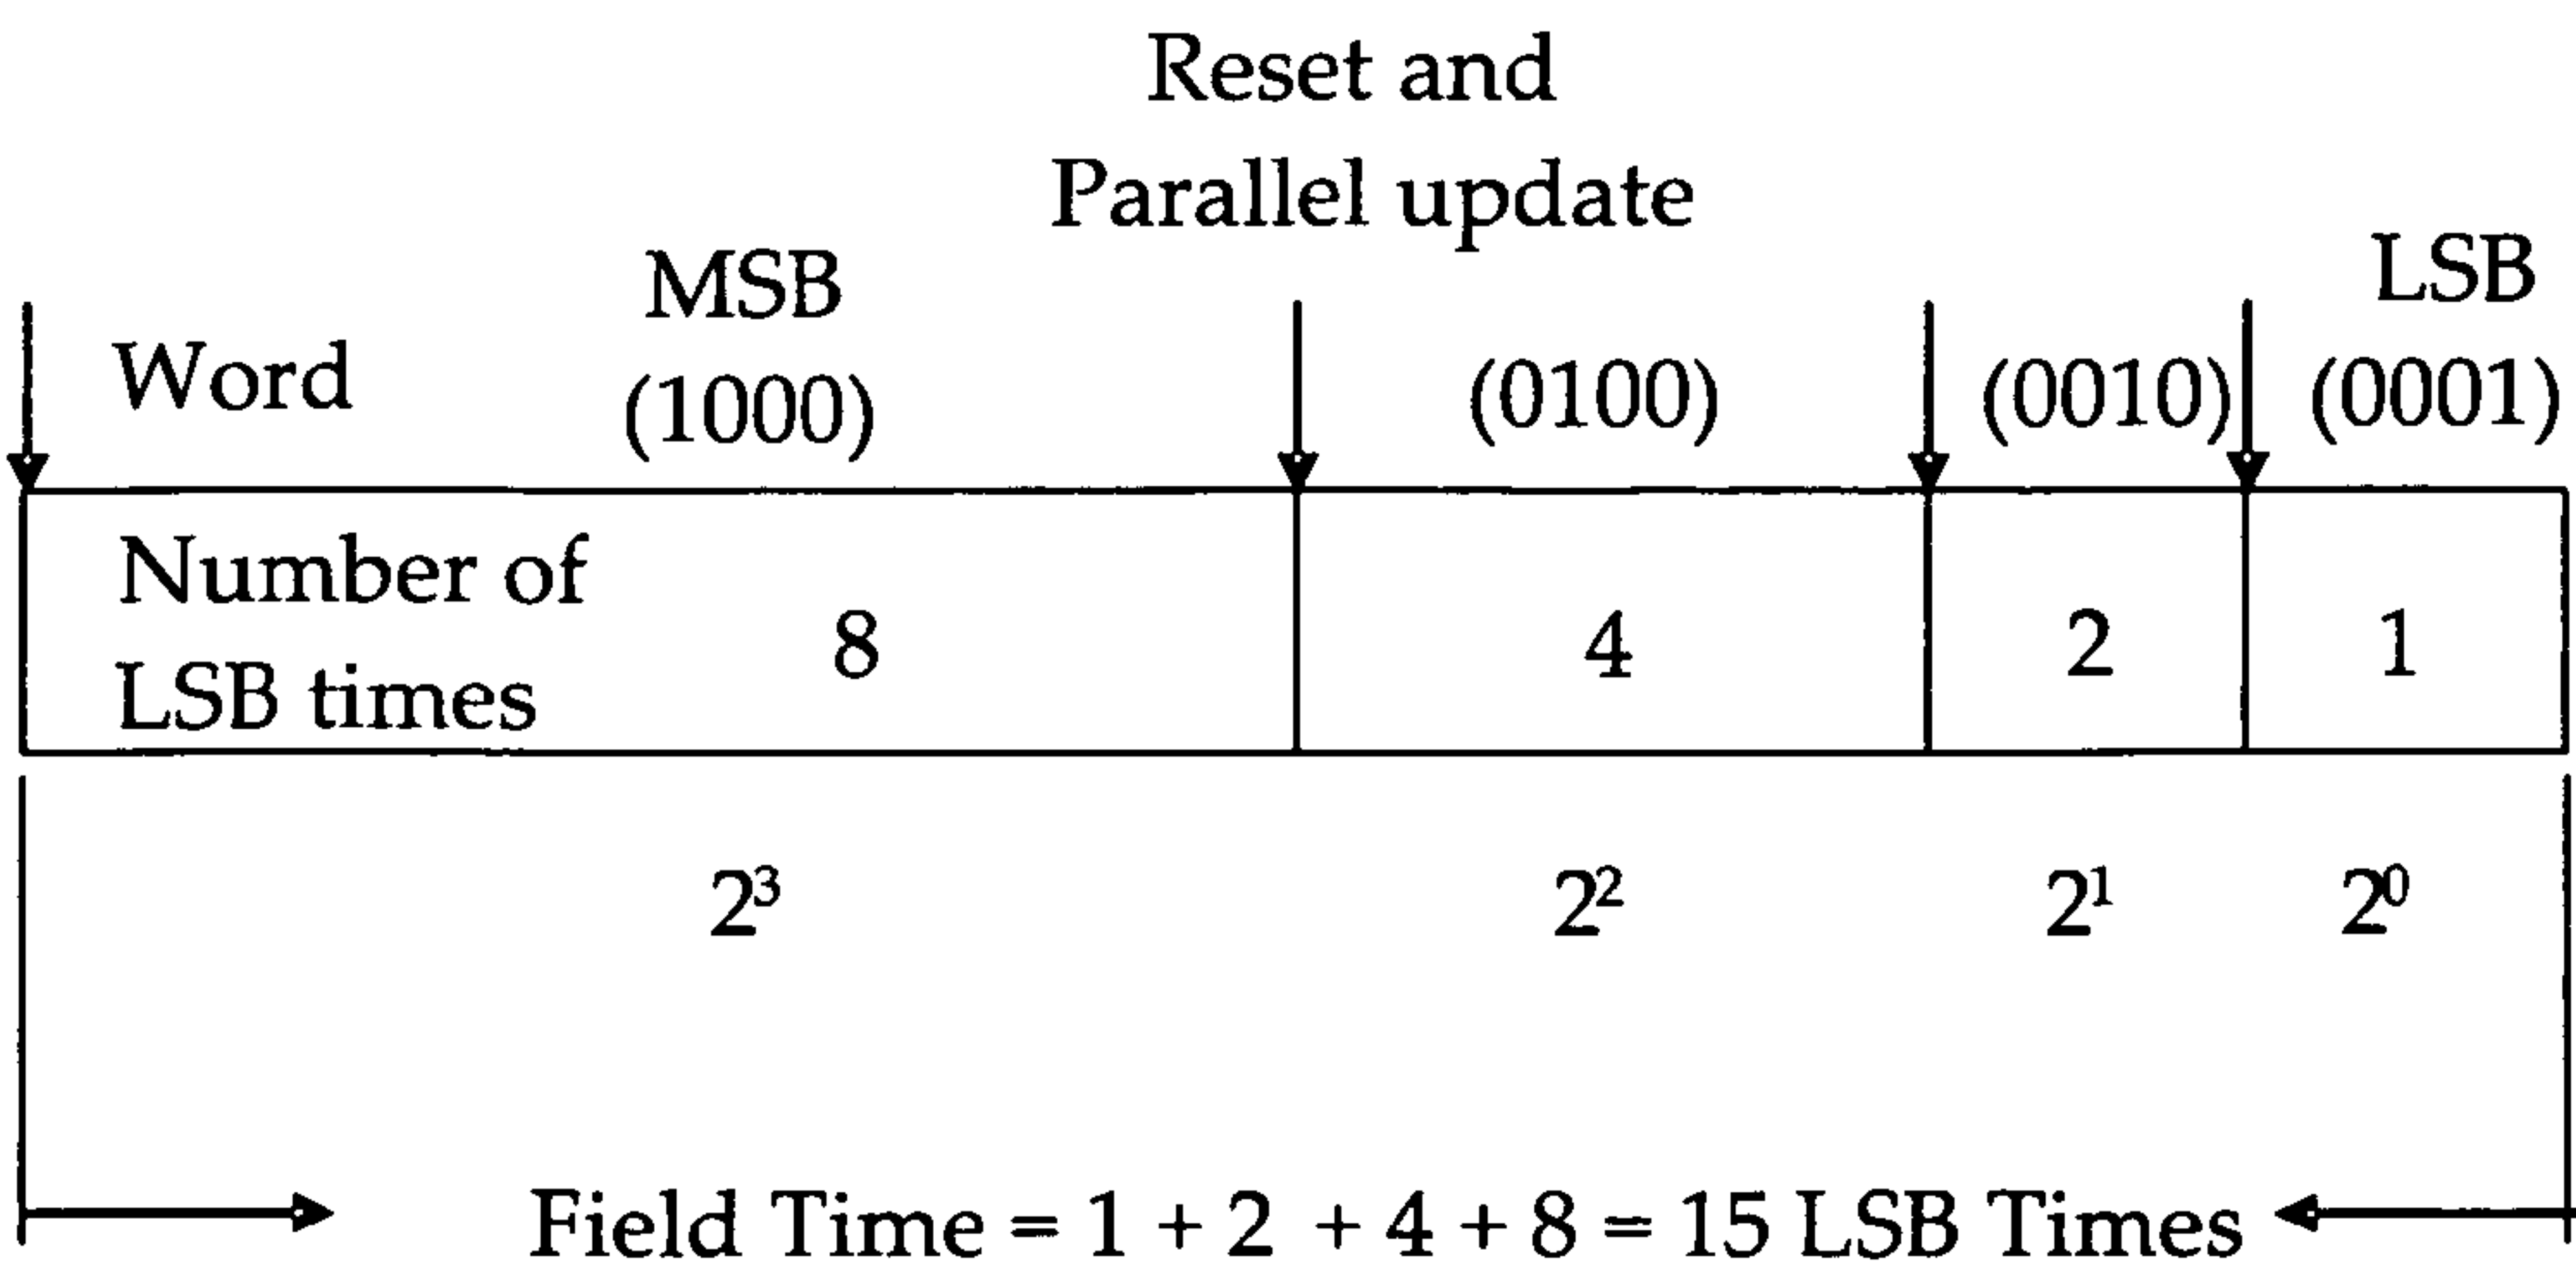 Reset and
Parallel update
MSB
LSB
Word
(1000)
(0100)
(0010)
(0001)
Number of
LSB times
8
4
2
1
2³
2²
2¹
2⁰
Field Time = 1 + 2 + 4 + 8 = 15 LSB Times